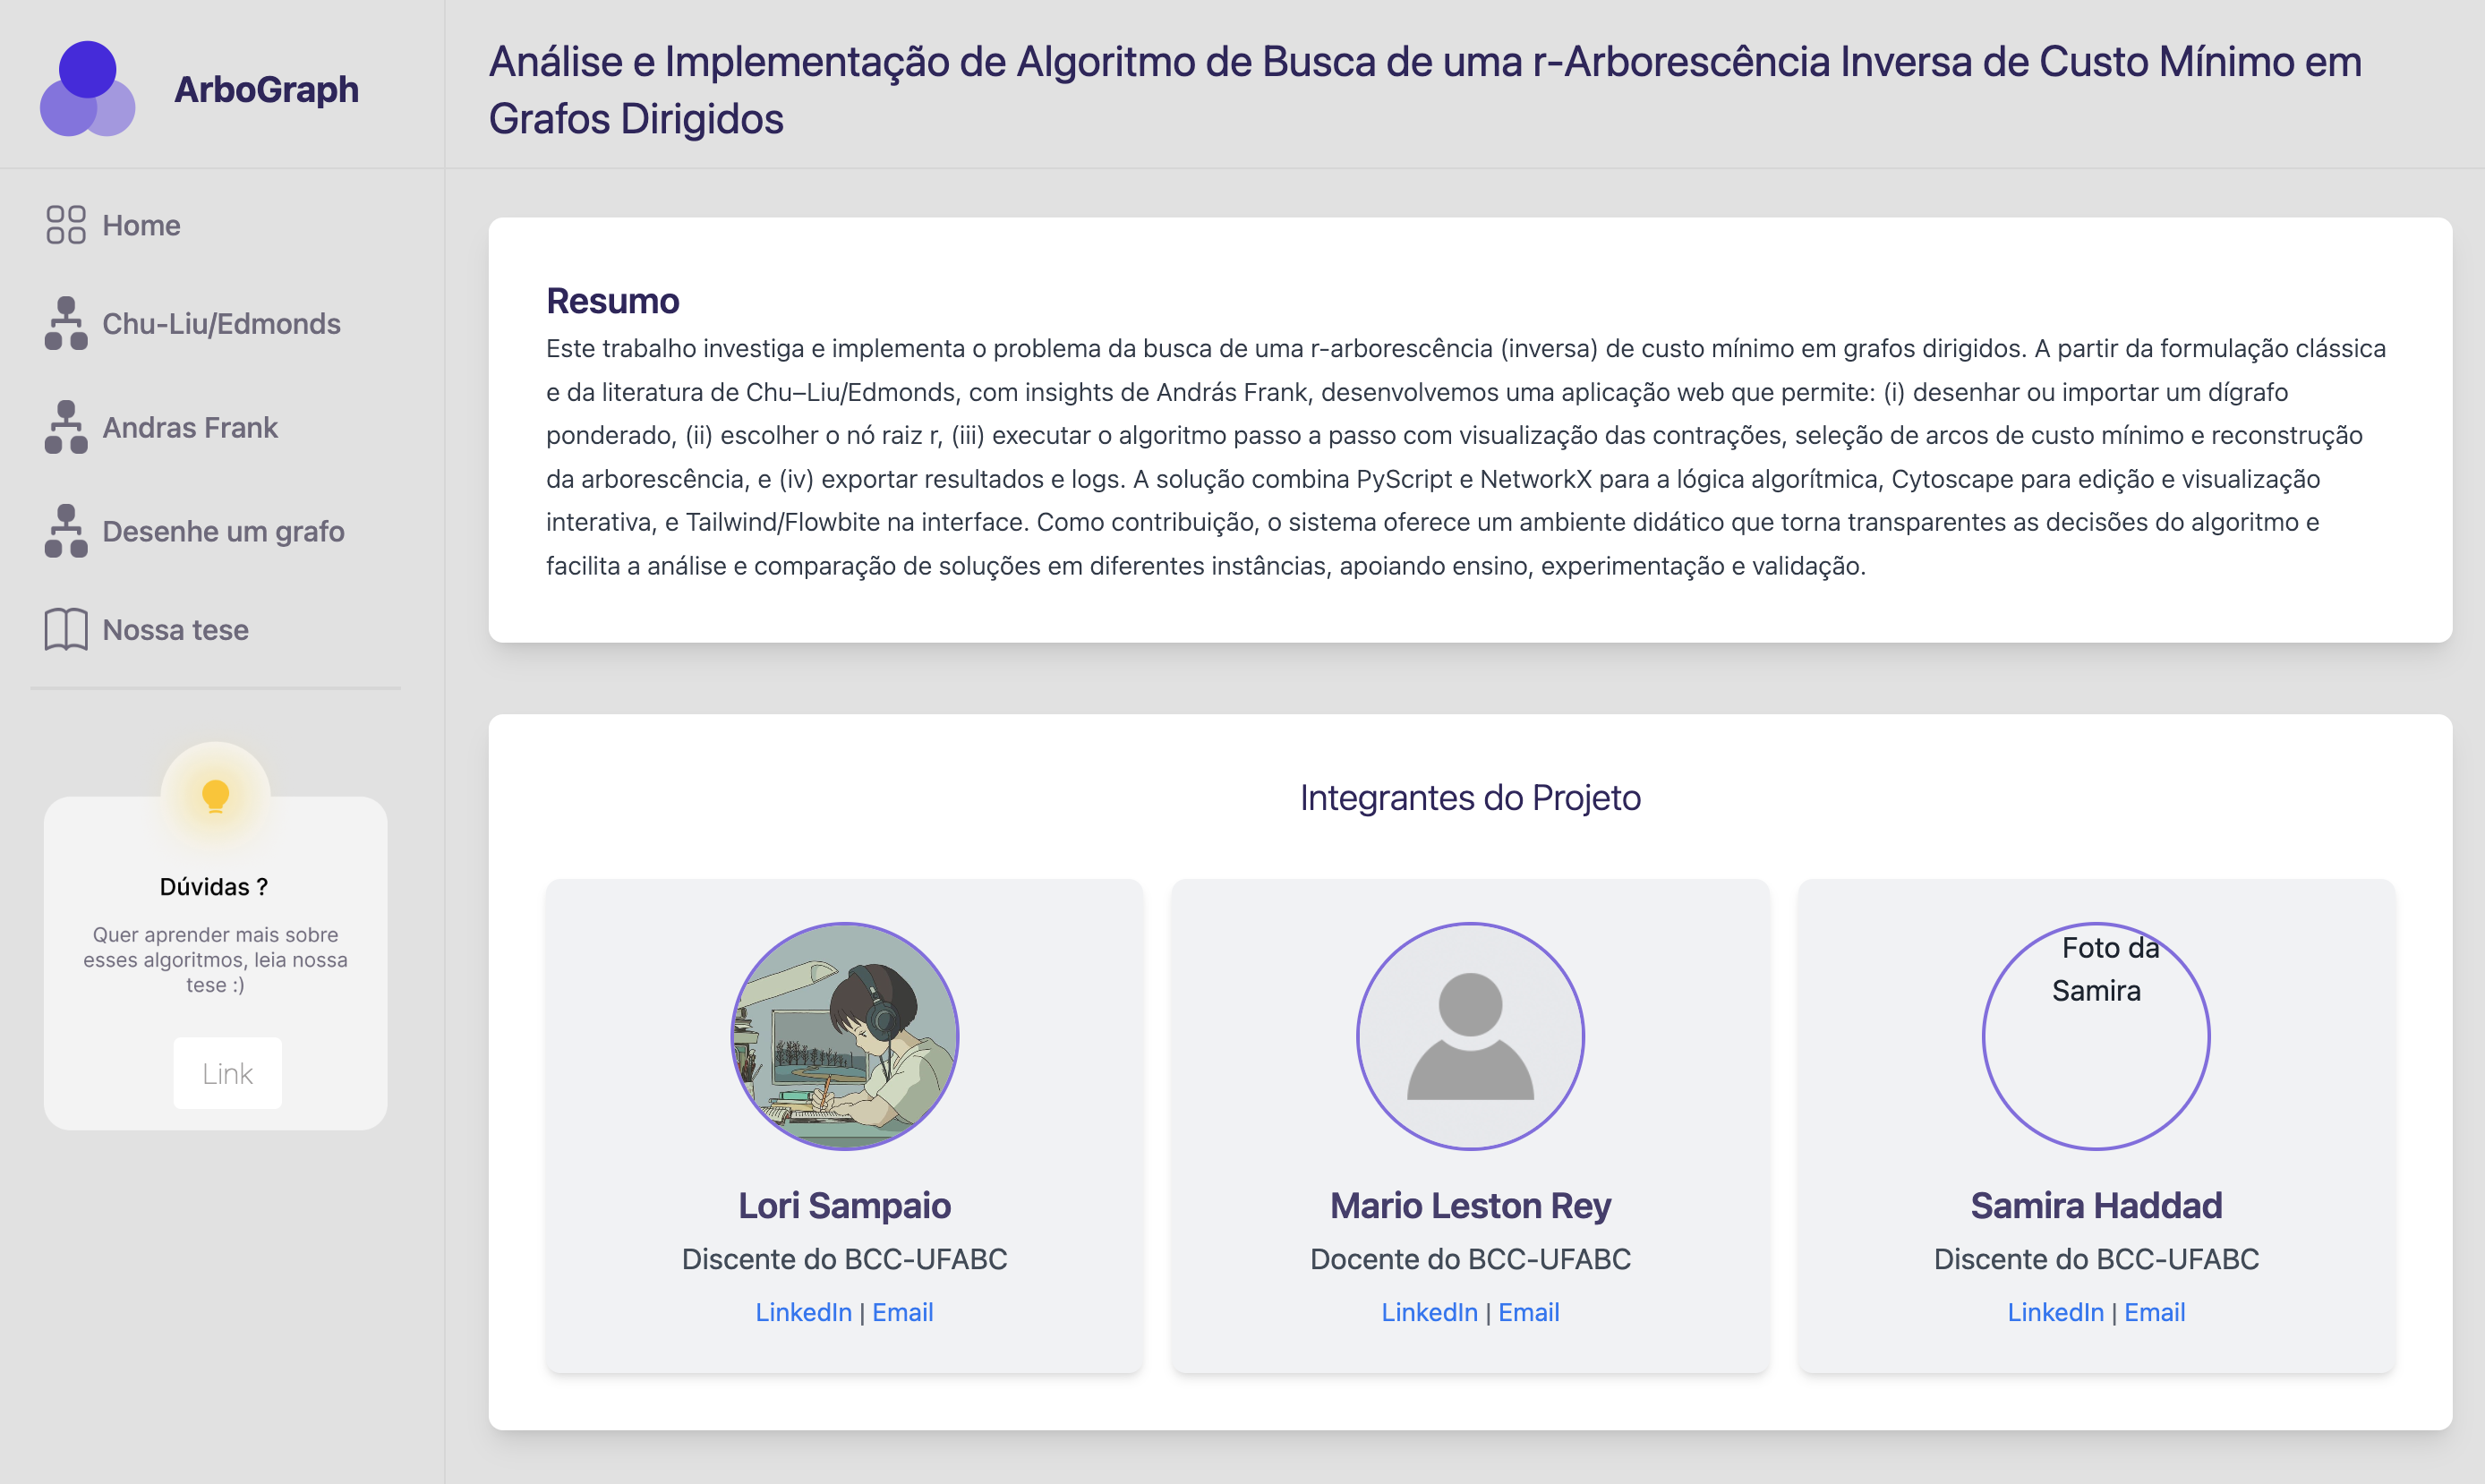 ArboGraph
Análise e Implementação de Algoritmo de Busca de uma r-Arborescência Inversa de Custo Mínimo em
Grafos Dirigidos
Home
Chu-Liu/Edmonds
Andras Frank
Desenhe um grafo
Nossa tese
Dúvidas ?
Quer aprender mais sobre
esses algoritmos, leia nossa
tese :)
Link
Resumo
Este trabalho investiga e implementa o problema da busca de uma r-arborescência (inversa) de custo mínimo em grafos dirigidos. A partir da formulação clássica
e da literatura de Chu–Liu/Edmonds, com insights de András Frank, desenvolvemos uma aplicação web que permite: (i) desenhar ou importar um dígrafo
ponderado, (ii) escolher o nó raiz r, (iii) executar o algoritmo passo a passo com visualização das contrações, seleção de arcos de custo mínimo e reconstrução
da arborescência, e (iv) exportar resultados e logs. A solução combina PyScript e NetworkX para a lógica algorítmica, Cytoscape para edição e visualização
interativa, e Tailwind/Flowbite na interface. Como contribuição, o sistema oferece um ambiente didático que torna transparentes as decisões do algoritmo e
facilita a análise e comparação de soluções em diferentes instâncias, apoiando ensino, experimentação e validação.
Integrantes do Projeto
Lori Sampaio
Discente do BCC-UFABC
LinkedIn | Email
Mario Leston Rey
Docente do BCC-UFABC
LinkedIn | Email
Foto da
Samira
Samira Haddad
Discente do BCC-UFABC
LinkedIn | Email